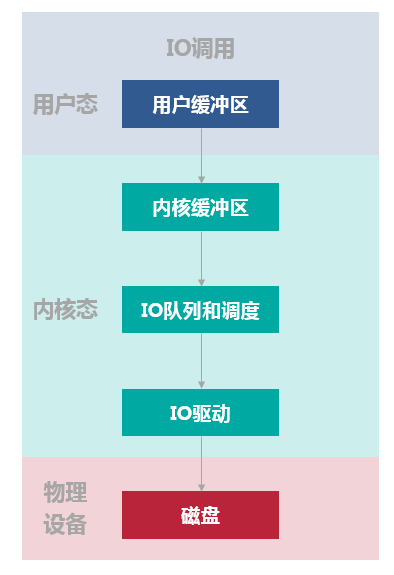 IO调用
用户态
用户缓冲区
内核缓冲区
内核态
IO队列和调度
IO驱动
物理
设备
磁盘